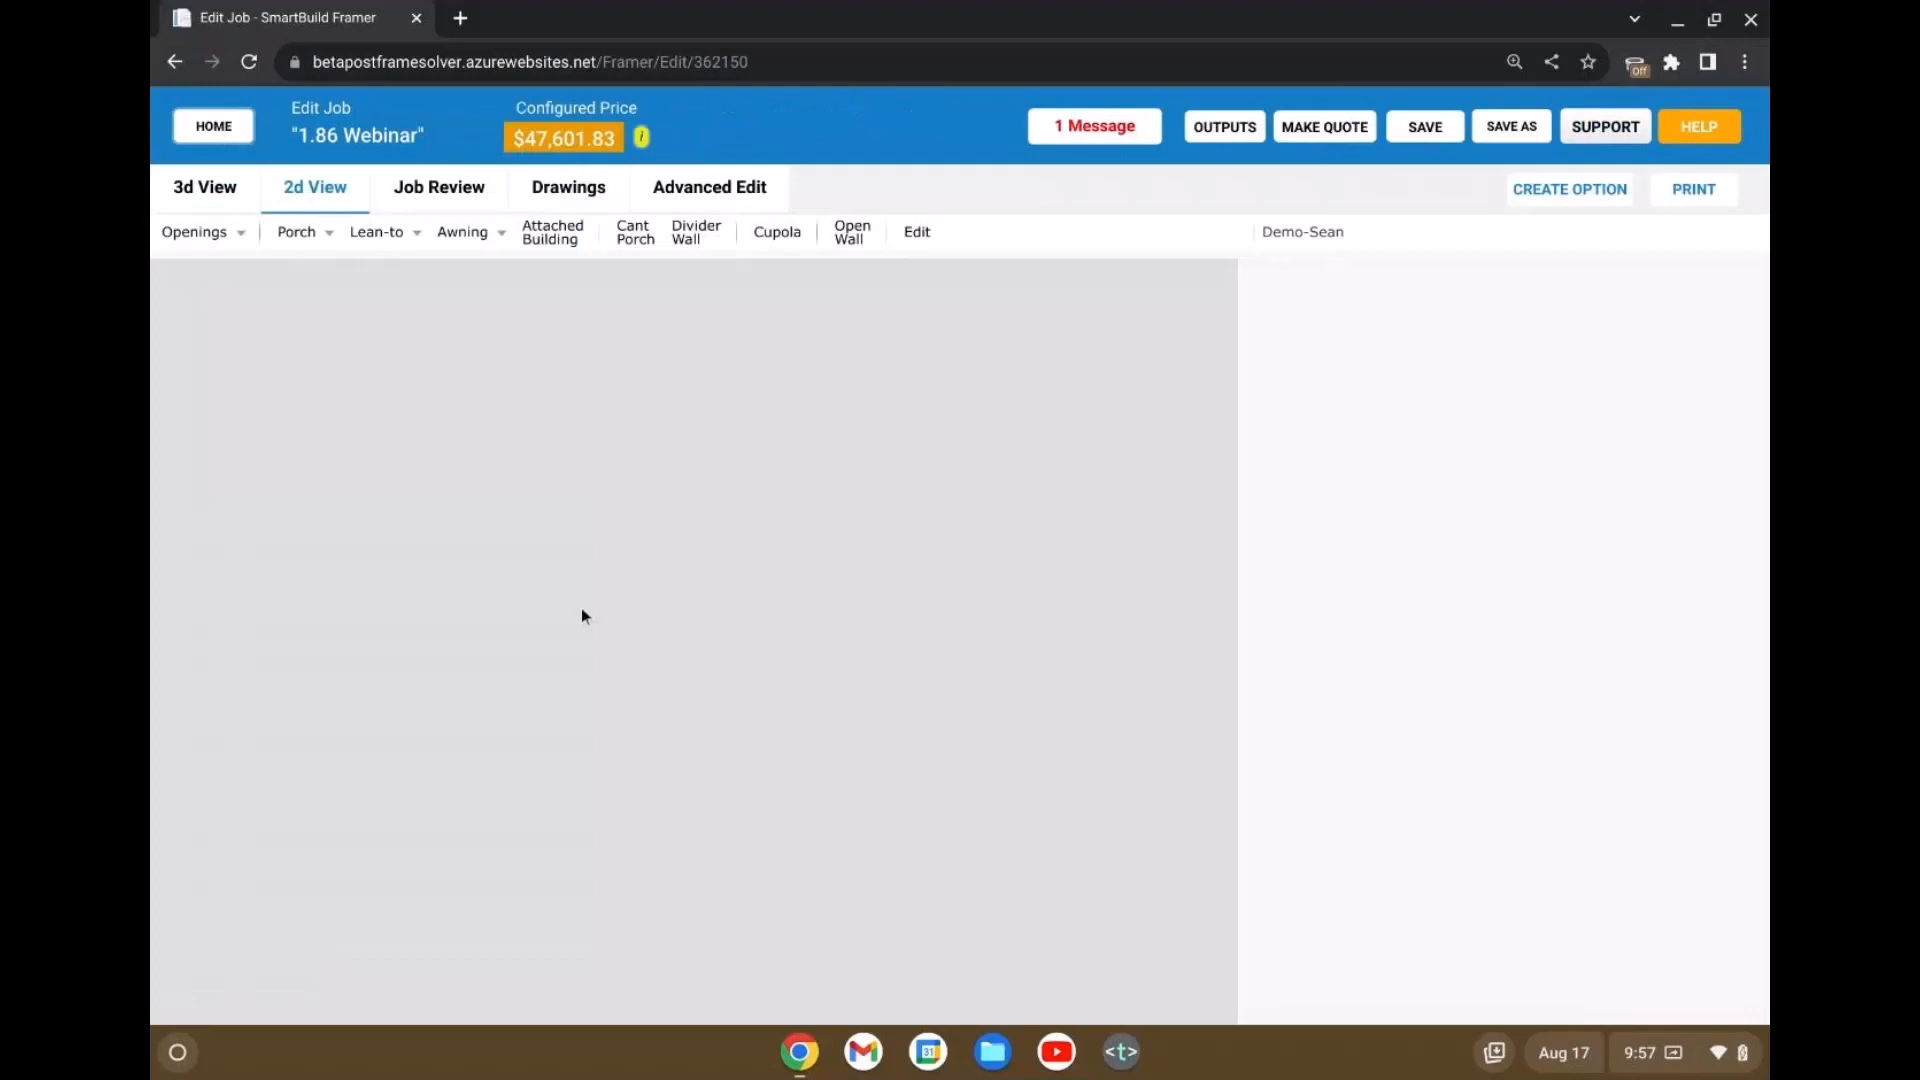 Edit Job - SmartBuild Framer
betapostframesolver.azurewebsites.net/Framer/Edit/362150
Off
HOME
Edit Job
"1.86 Webinar"
Configured Price
$47,601.83
i
1 Message
OUTPUTS
MAKE QUOTE
SAVE
SAVE AS
SUPPORT
HELP
3d View
2d View
Job Review
Drawings
Advanced Edit
CREATE OPTION
PRINT
Openings
Porch
Lean-to
Awning
Attached
Building
Cant
Porch
Divider
Wall
Cupola
Open
Wall
Edit
Demo-Sean
31
<t>
Aug 17
9:57